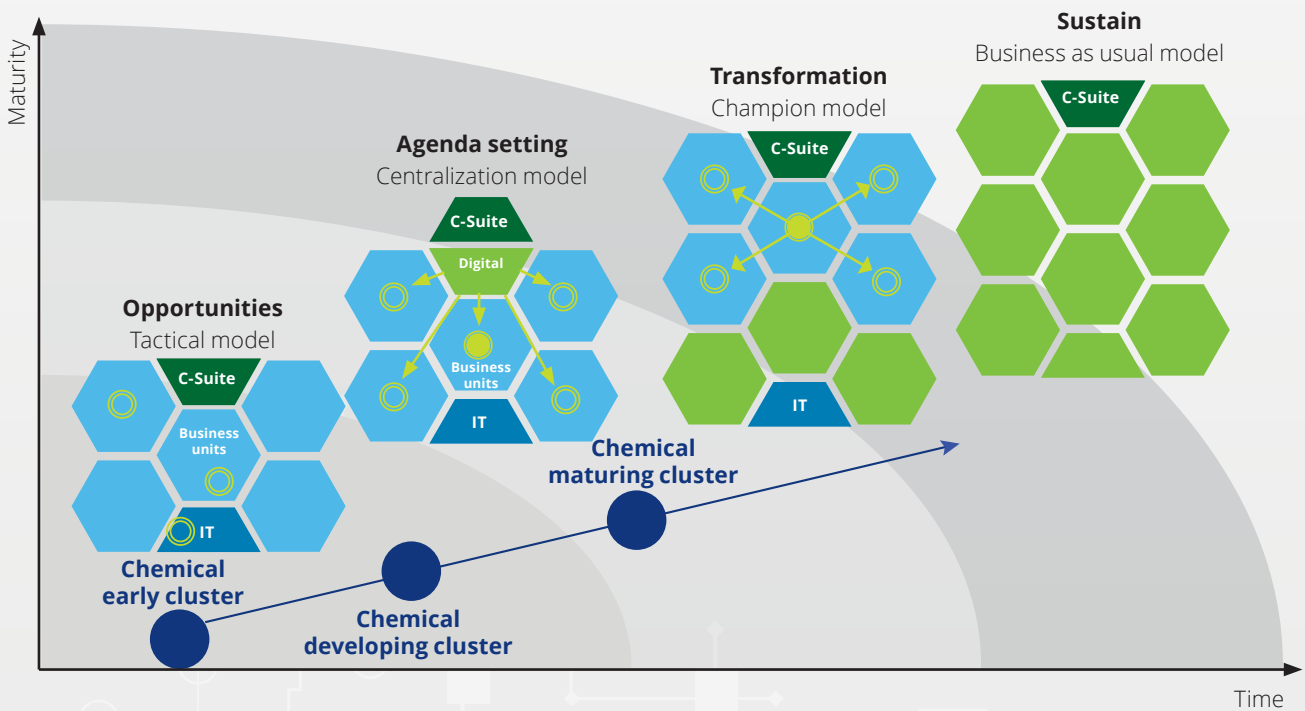 Maturity
Opportunities
Tactical model
C-Suite
Business
units
IT
Agenda setting
Centralization model
C-Suite
Digital
Business
units
IT
Transformation
Champion model
C-Suite
IT
Sustain
Business as usual model
C-Suite
Chemical
early cluster
Chemical
developing cluster
Chemical
maturing cluster
Time